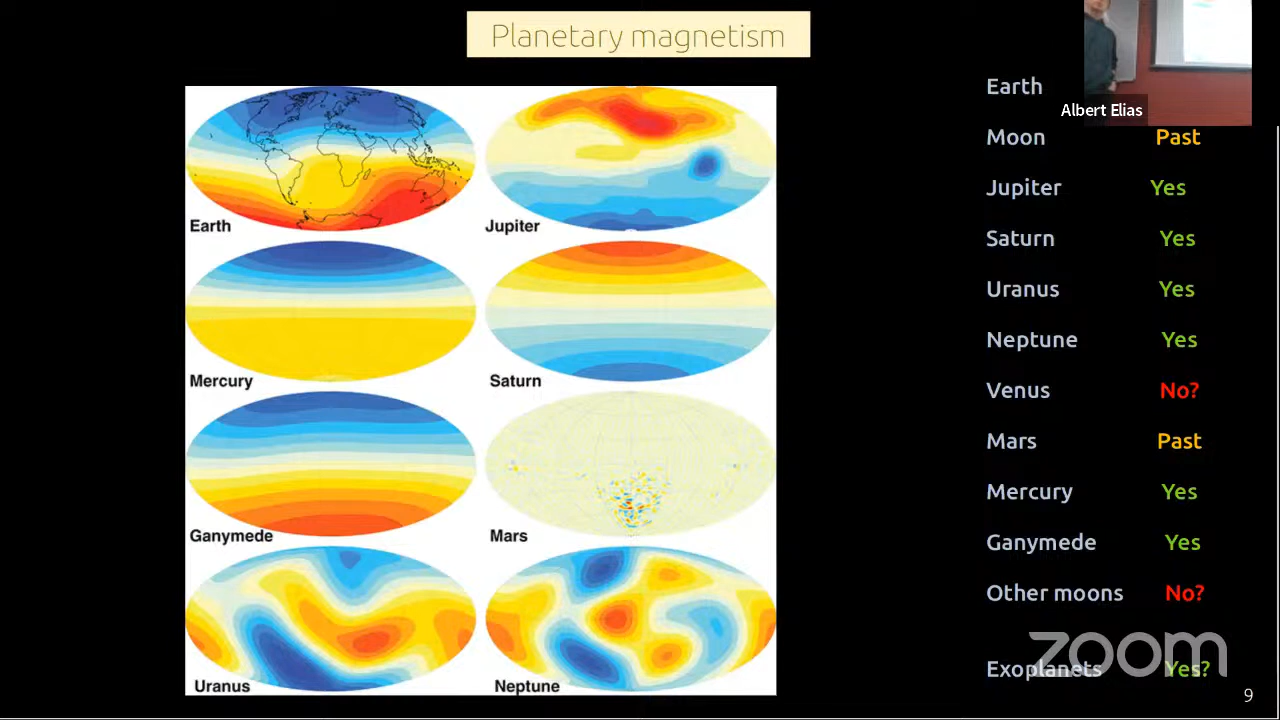 Planetary magnetism
Earth
Jupiter
Mercury
Saturn
Ganymede
Mars
Uranus
Neptune
Earth
Albert Elias
Moon Past
Jupiter Yes
Saturn Yes
Uranus Yes
Neptune Yes
Venus No?
Mars Past
Mercury Yes
Ganymede Yes
Other moons No?
Exoplanets Yes?
zoom
9